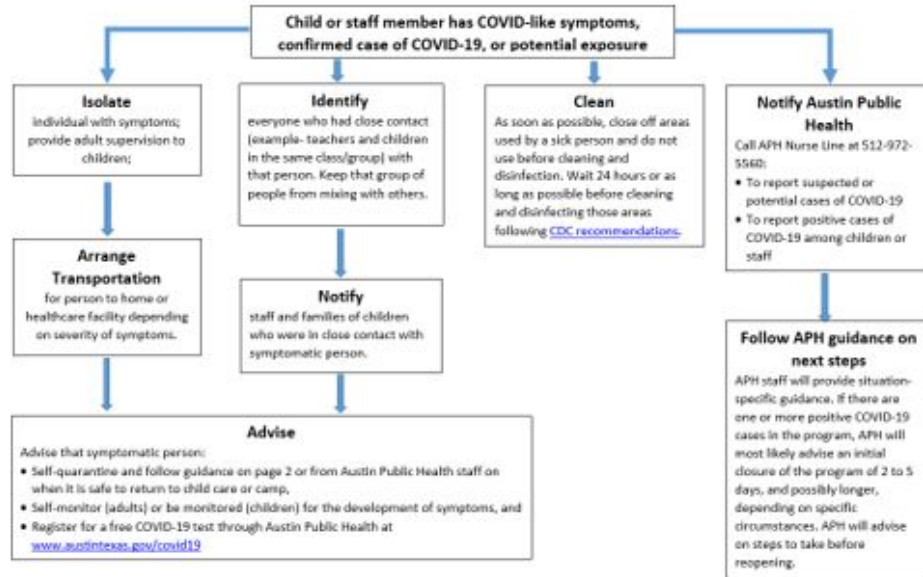 Child or staff member has COVID-like symptoms,
confirmed case of COVID-19, or potential exposure
Isolate
individual with symptoms;
provide adult supervision to
children;
Arrange
Transportation
for person to home or
healthcare facility depending
on severity of symptoms.
Identify
everyone who had close contact
(example- teachers and children
in the same class/group) with
that person. Keep that group of
people from mixing with others.
Notify
staff and families of children
who were in close contact with
symptomatic person.
Advise
Advise that symptomatic person:
• Self-quarantine and follow guidance on page 2 or from Austin Public Health staff on
when it is safe to return to child care or camp,
• Self-monitor (adults) or be monitored (children) for the development of symptoms, and
• Register for a free COVID-19 test through Austin Public Health at
www.austintexas.gov/covid19
Clean
As soon as possible, close off areas
used by a sick person and do not
use before cleaning and
disinfection. Wait 24 hours or as
long as possible before cleaning
and disinfecting those areas
following CDC recommendations.
Notify Austin Public
Health
Call APH Nurse Line at 512-972-
5560:
• To report suspected or
potential cases of COVID-19
• To report positive cases of
COVID-19 among children or
staff
Follow APH guidance on
next steps
APH staff will provide situation-
specific guidance. If there are
one or more positive COVID-19
cases in the program, APH will
most likely advise an initial
closure of the program of 2 to 5
days, and possibly longer,
depending on specific
circumstances. APH will advise
on steps to take before
reopening.